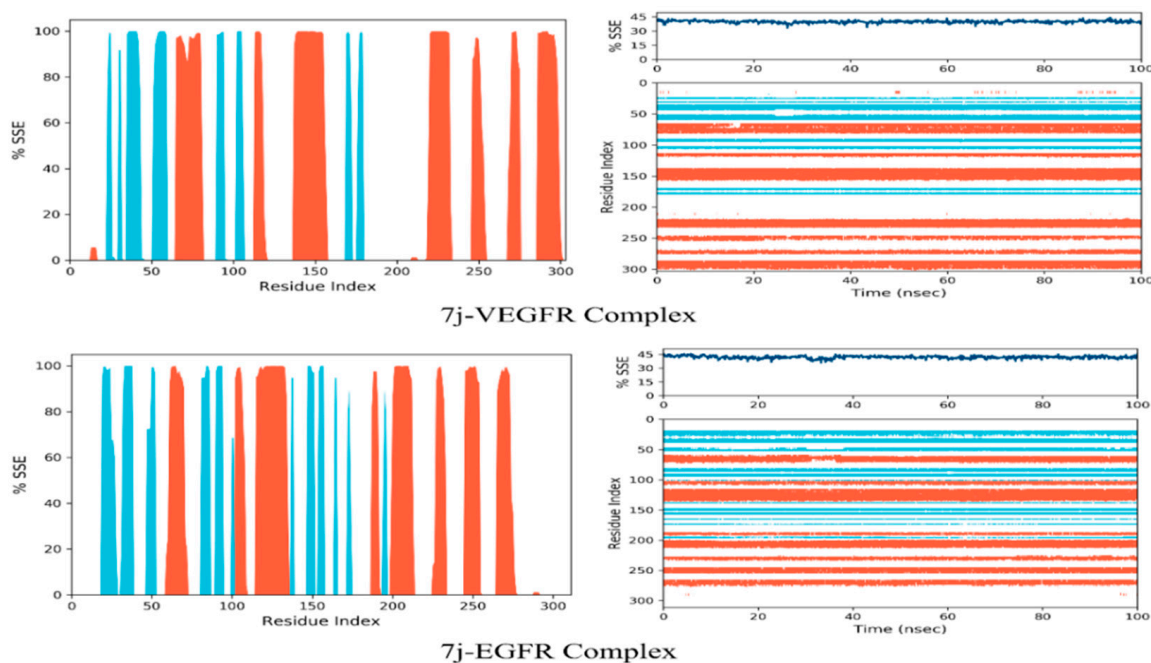 100
80
60
40
20
0
% SSE
0 50 100 150 200 250 300
Residue Index
45
30
15
0
% SSE
0 20 40 60 80 100
0
50
100
150
200
250
300
Residue Index
0 20 40 60 80 100
Time (nsec)
7j-VEGFR Complex
100
80
60
40
20
0
% SSE
0 50 100 150 200 250 300
Residue Index
45
30
15
0
% SSE
0 20 40 60 80 100
0
50
100
150
200
250
300
Residue Index
0 20 40 60 80 100
Time (nsec)
7j-EGFR Complex